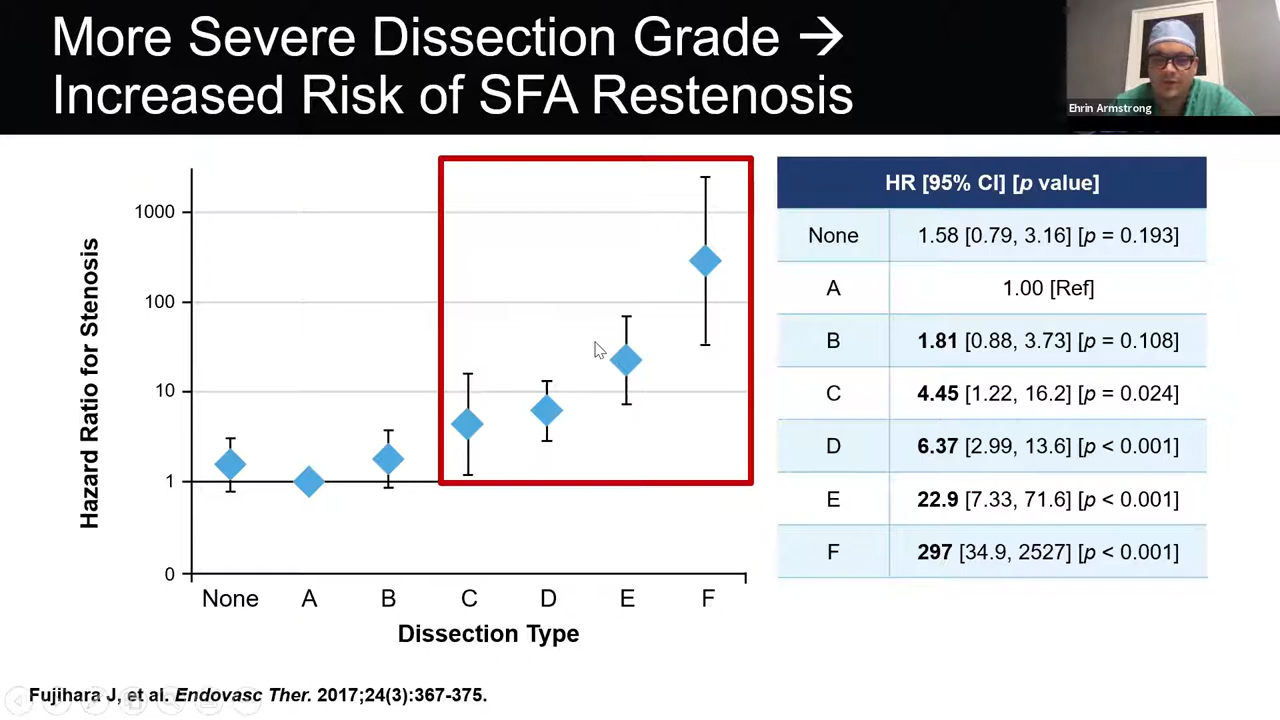 More Severe Dissection Grade →
Increased Risk of SFA Restenosis
Ehrin Armstrong
Hazard Ratio for Stenosis
1000
100
10
1
0
None A B C D E F
Dissection Type
HR [95% CI] [p value]
None 1.58 [0.79, 3.16] [p = 0.193]
A 1.00 [Ref]
B 1.81 [0.88, 3.73] [p = 0.108]
C 4.45 [1.22, 16.2] [p = 0.024]
D 6.37 [2.99, 13.6] [p < 0.001]
E 22.9 [7.33, 71.6] [p < 0.001]
F 297 [34.9, 2527] [p < 0.001]
Fujihara J, et al. Endovasc Ther. 2017;24(3):367-375.